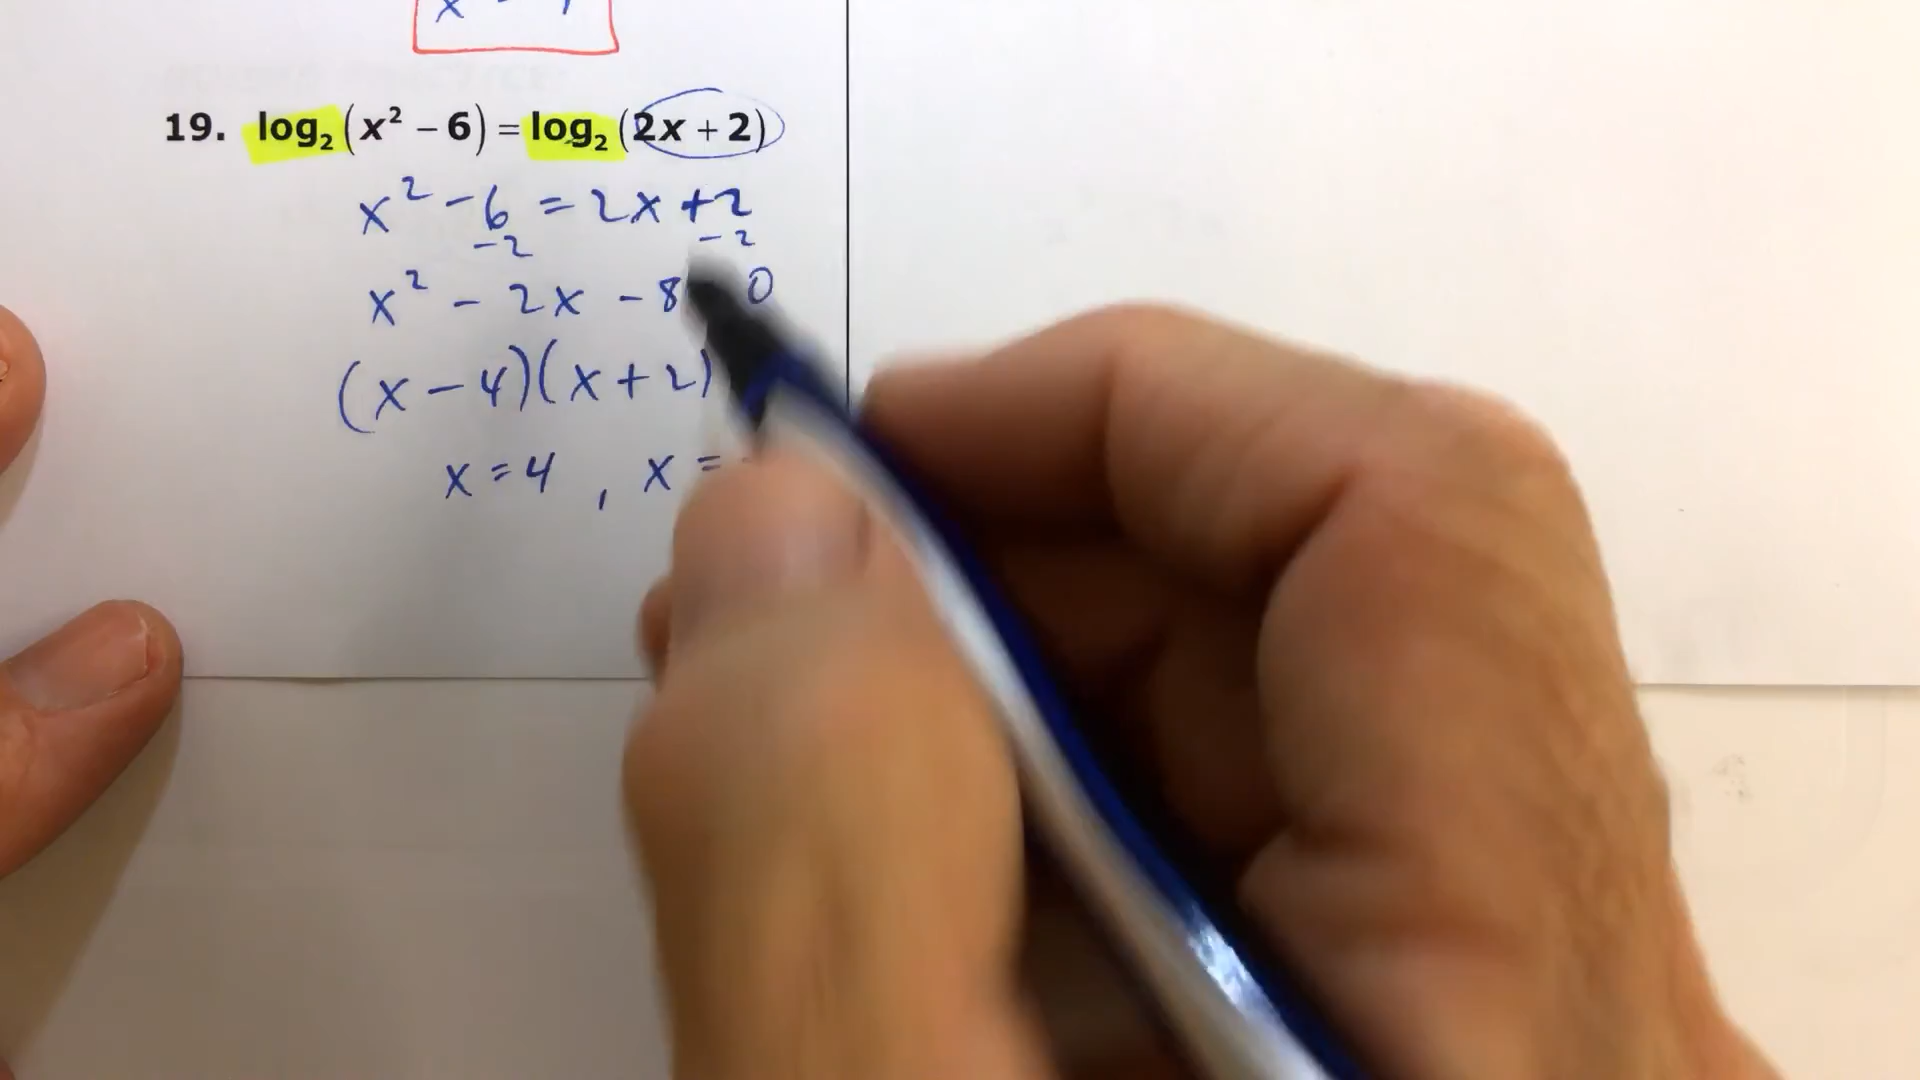 x
19. log₂(x² − 6) = log₂(2x + 2)
x² − 6 = 2x + 2
−2 −2
x² − 2x − 8 0
(x − 4)(x + 2)
x = 4 , x =